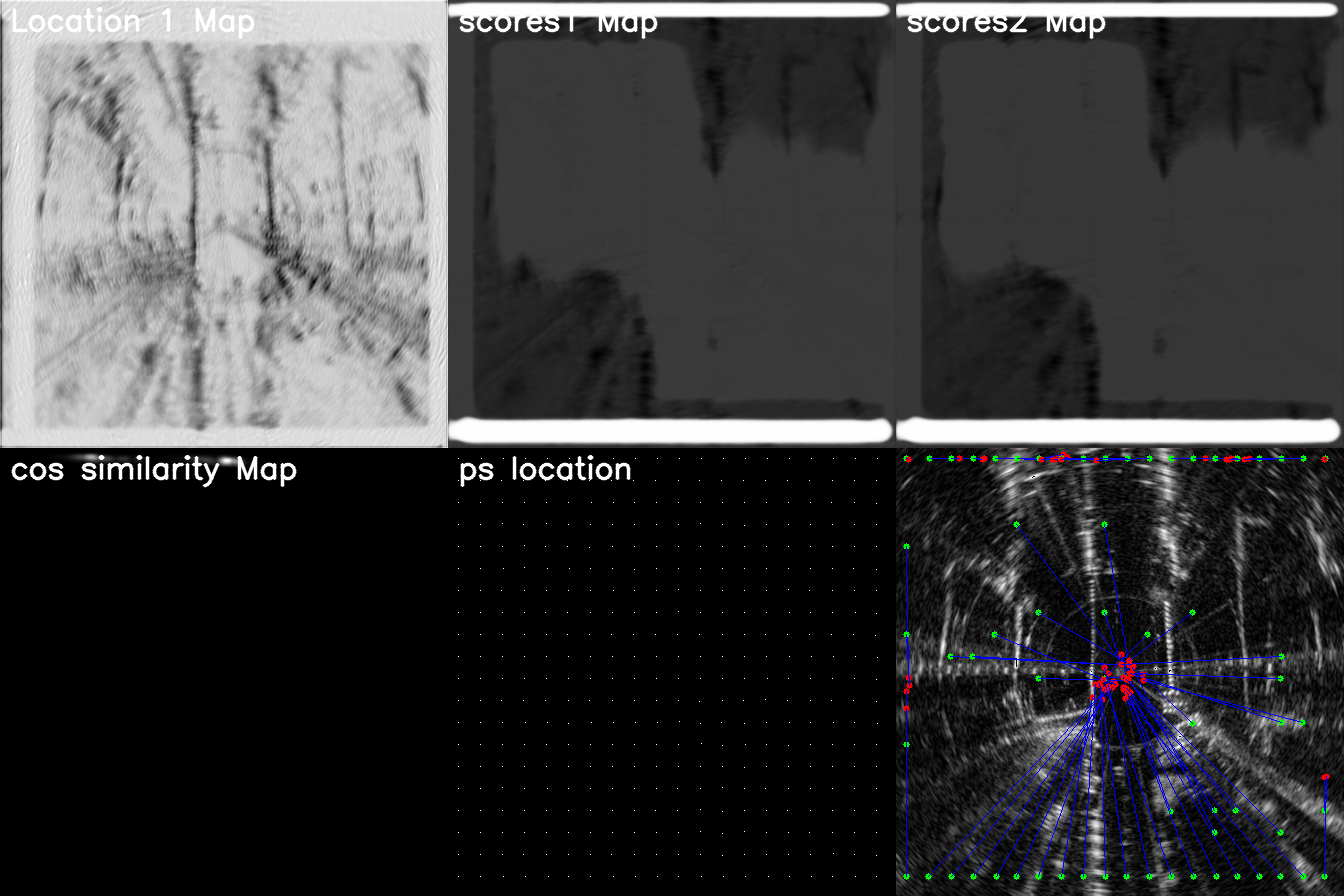 Location 1 Map
scores1 Map
scores2 Map
cos similarity Map
ps location